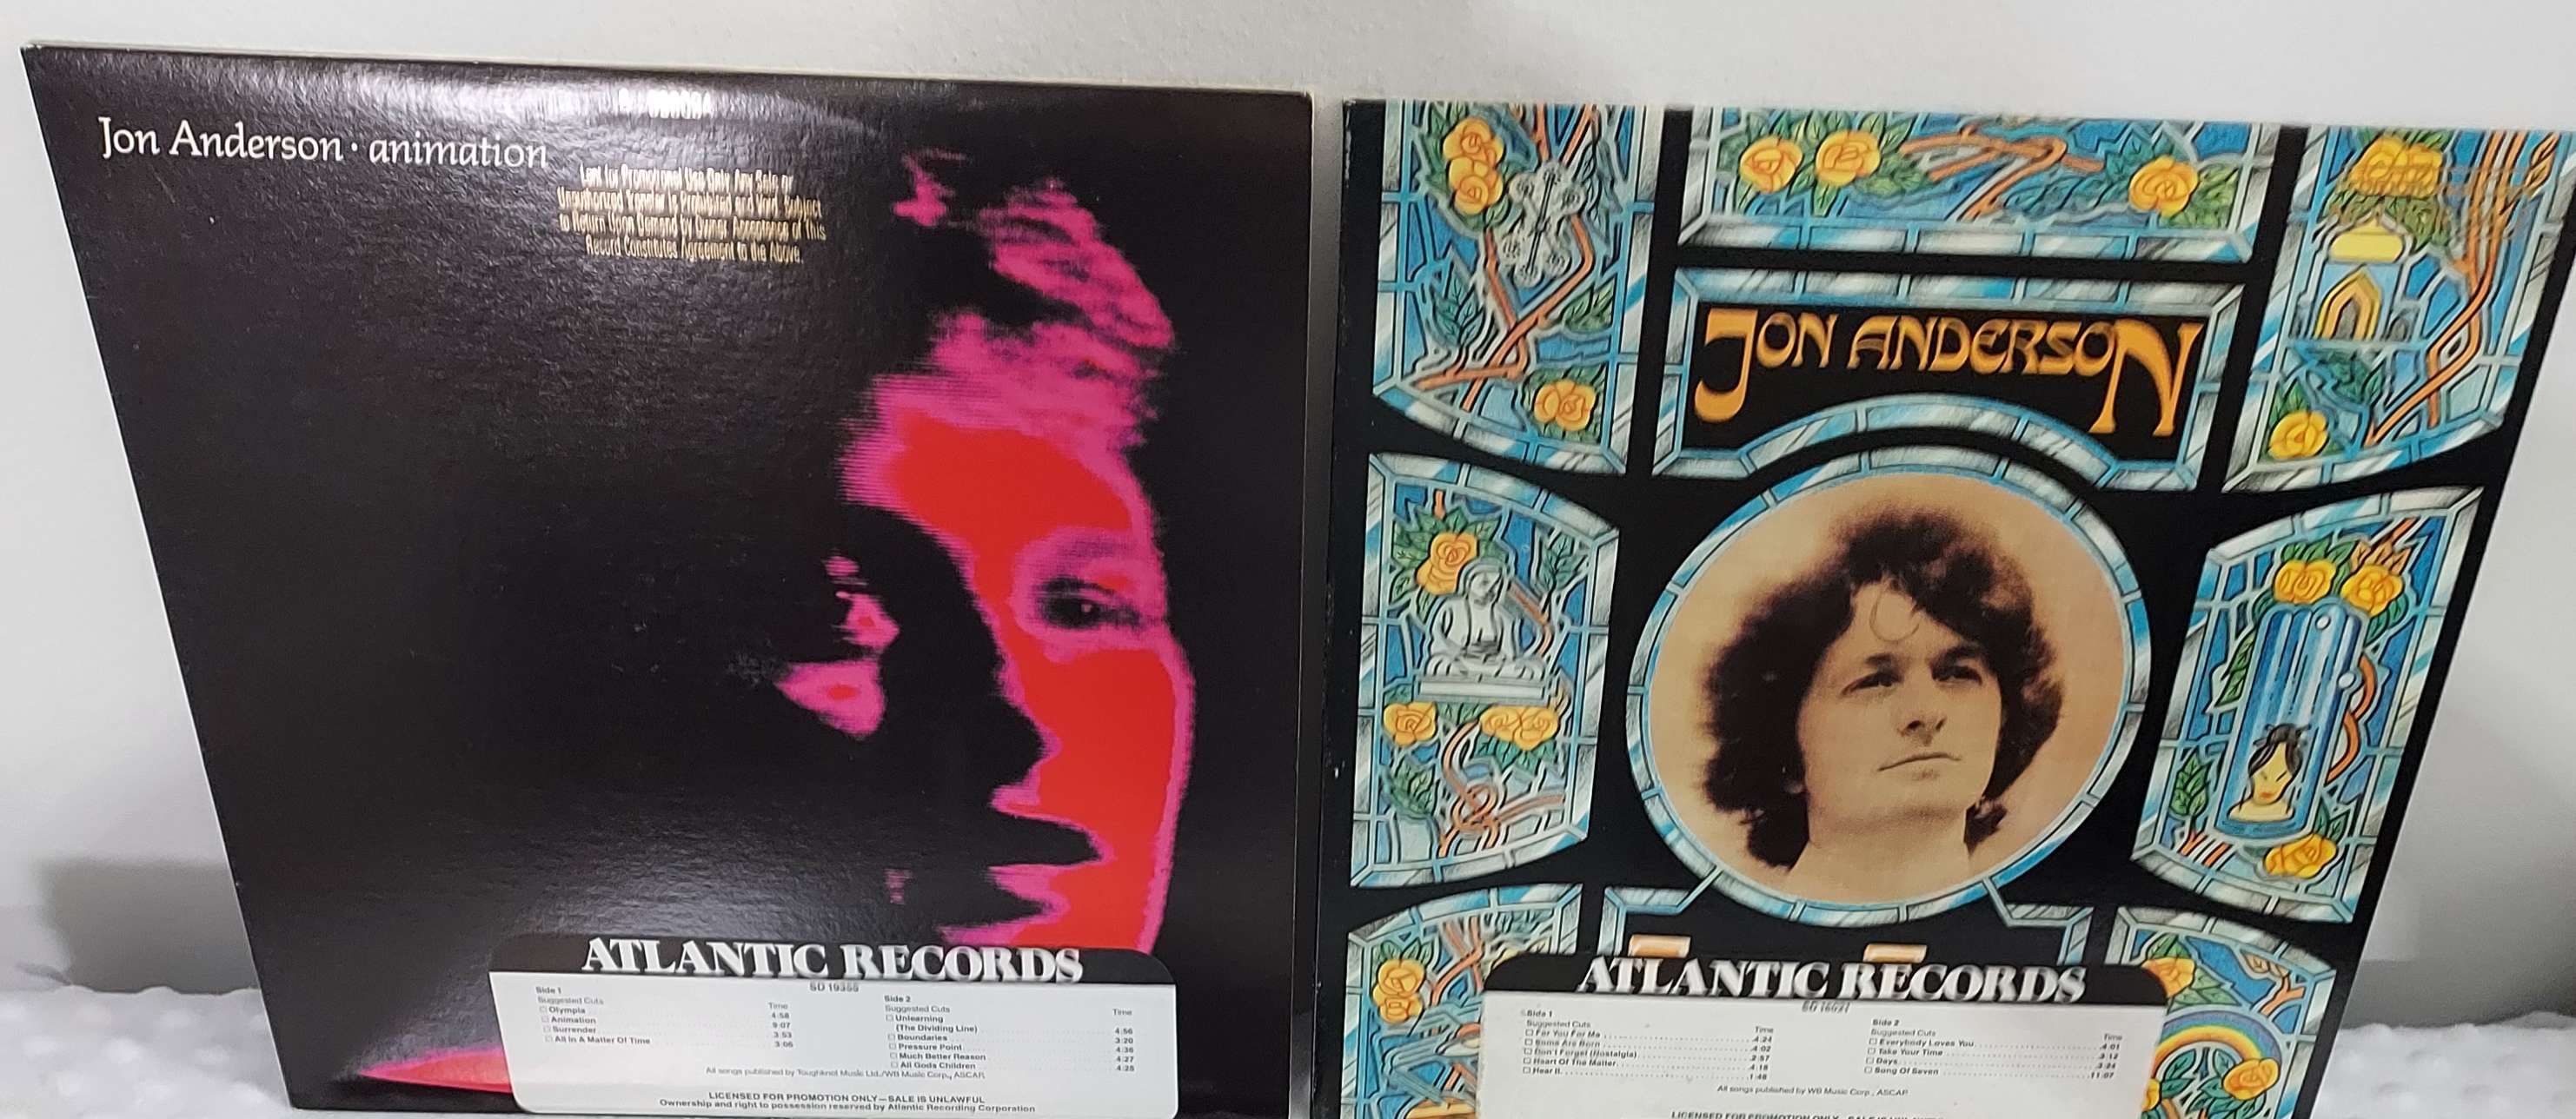 Jon Anderson · animation
Lent for Promotional Use Only Any Sale or
Unauthorized Transfer is Prohibited and Void Subject
to Return Upon Demand by Owner Acceptance of this
Record Constitutes Agreement to the Above.
ATLANTIC RECORDS
SD 19355
Side 1
Suggested Cuts Time
Olympia 4:58
Animation 9:07
Surrender 3:53
All In A Matter Of Time 3:06
Side 2
Suggested Cuts Time
Unlearning
(The Dividing Line) 4:56
Boundaries 3:20
Pressure Point 4:36
Much Better Reason 4:27
All Gods Children 4:28
All songs published by Toughknot Music Ltd./WB Music Corp., ASCAP.
LICENSED FOR PROMOTION ONLY—SALE IS UNLAWFUL
Ownership and right to possession reserved by Atlantic Recording Corporation
JON ANDERSON
ATLANTIC RECORDS
SD 16021
Side 1
Suggested Cuts Time
For You For Me 4:24
Some Are Born 4:02
Don't Forget (Nostalgia) 2:57
Heart Of The Matter 4:18
Hear It 1:48
Side 2
Suggested Cuts Time
Everybody Loves You 4:01
Take Your Time 3:12
Days 3:24
Song Of Seven 11:07
All songs published by WB Music Corp., ASCAP
LICENSED FOR PROMOTION ONLY